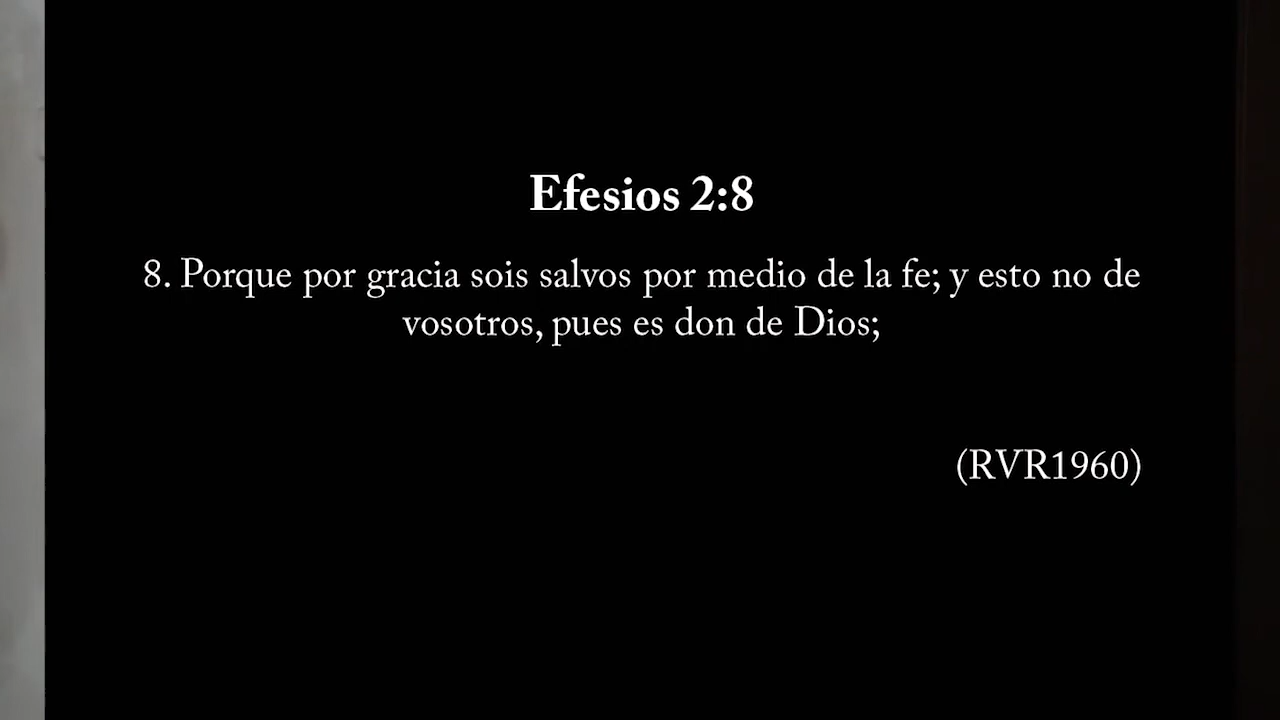 Efesios 2:8
8. Porque por gracia sois salvos por medio de la fe; y esto no de
vosotros, pues es don de Dios;
(RVR1960)